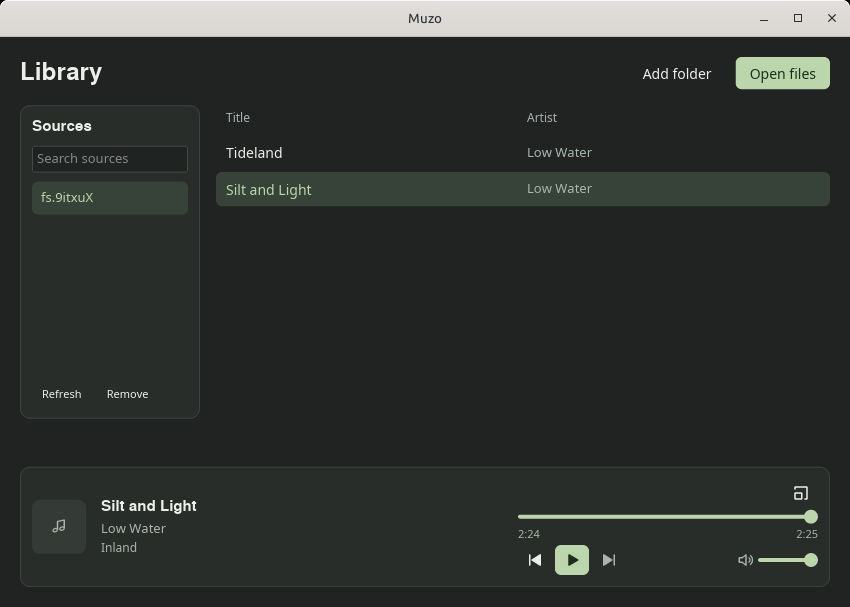 Muzo
Library
Add folder
Open files
Sources
Search sources
fs.9itxuX
Refresh
Remove
Title
Artist
Tideland
Low Water
Silt and Light
Low Water
Silt and Light
Low Water
Inland
2:24
2:25